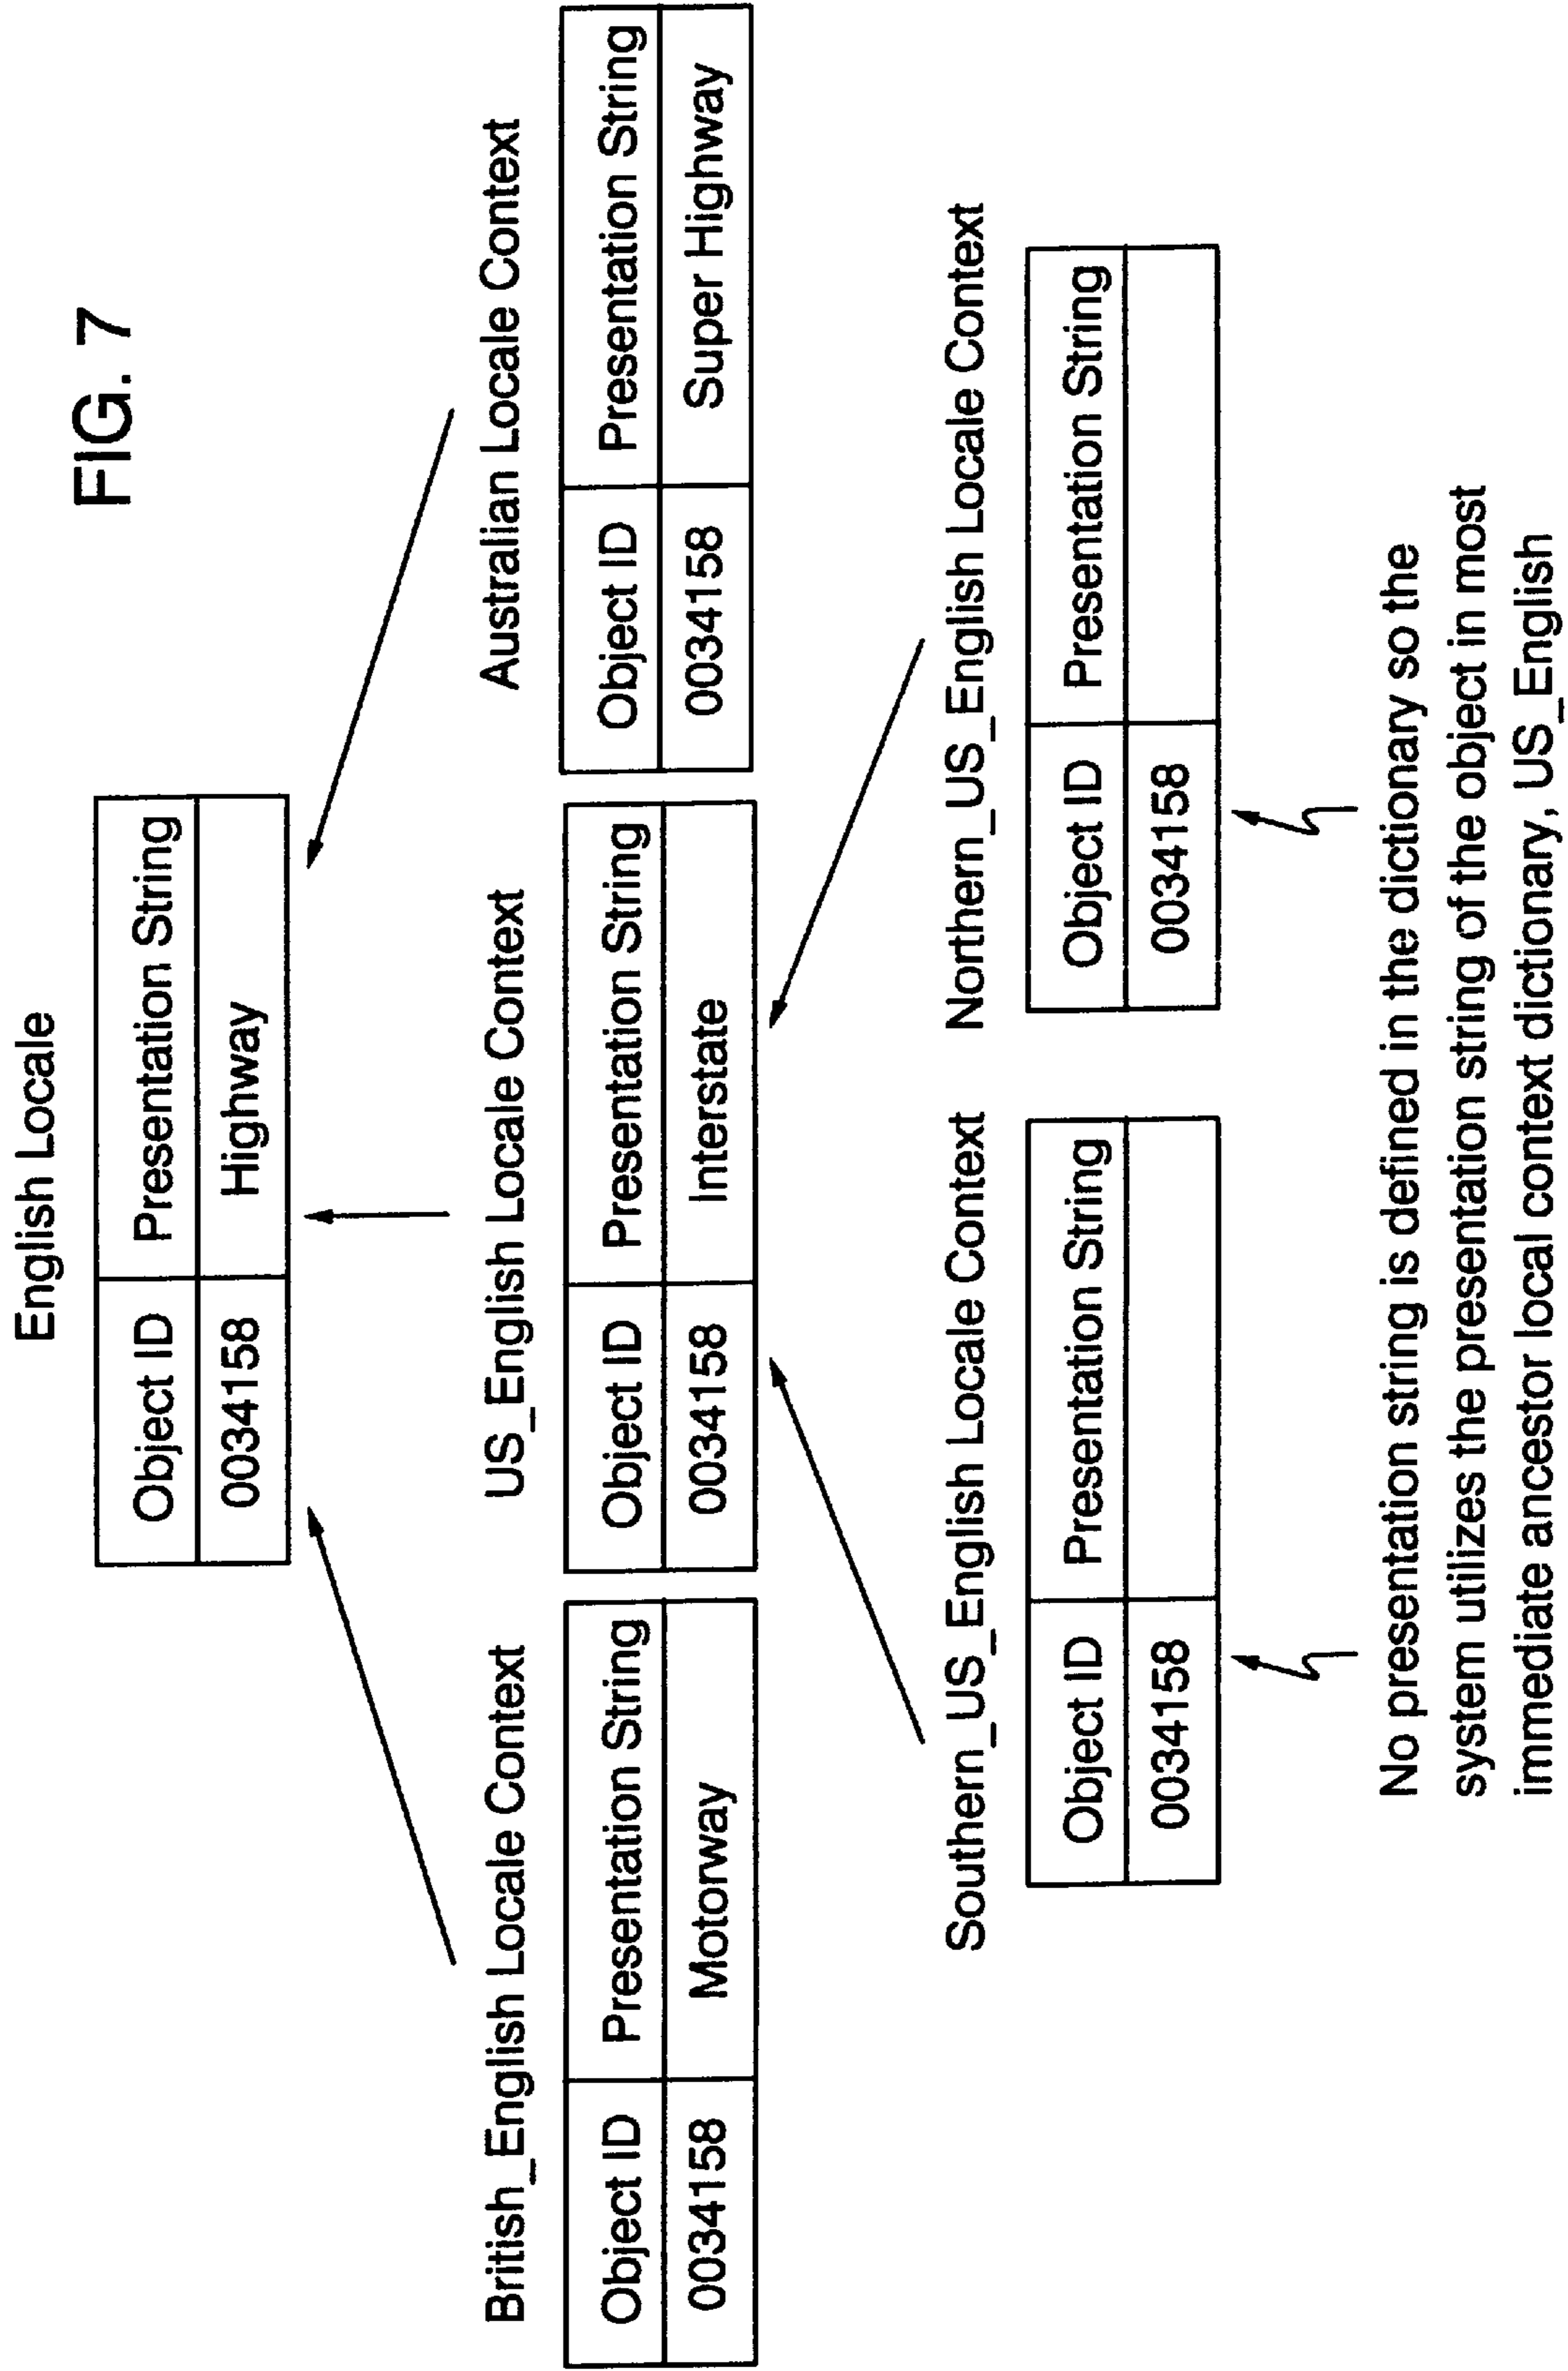 FIG. 7
English Locale
Object ID Presentation String
0034158 Highway
British_English Locale Context
Object ID Presentation String
0034158 Motorway
US_English Locale Context
Object ID Presentation String
0034158 Interstate
Australian Locale Context
Object ID Presentation String
0034158 Super Highway
Southern_US_English Locale Context
Object ID Presentation String
0034158
Northern_US_English Locale Context
Object ID Presentation String
0034158
No presentation string is defined in the dictionary so the
system utilizes the presentation string of the object in most
immediate ancestor local context dictionary, US_English